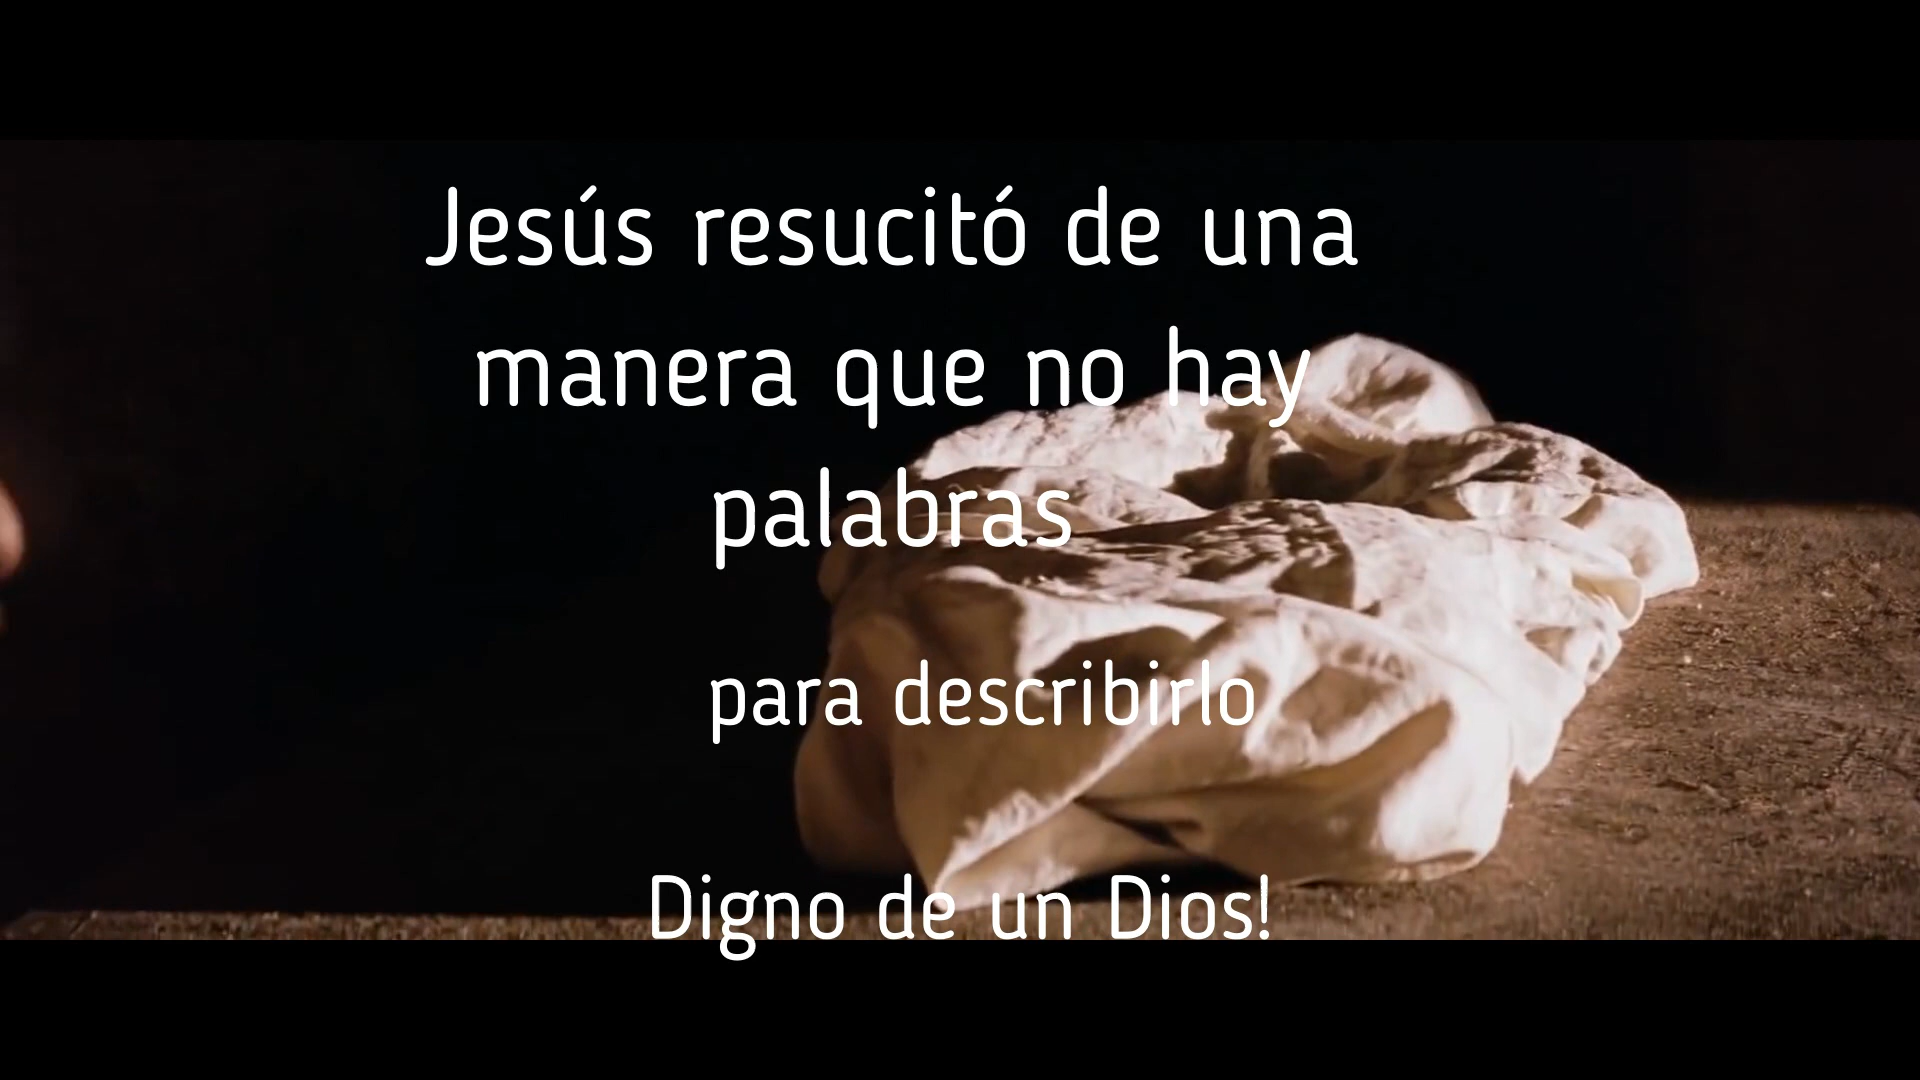 Jesús resucitó de una
manera que no hay
palabras
para describirlo
Digno de un Dios!